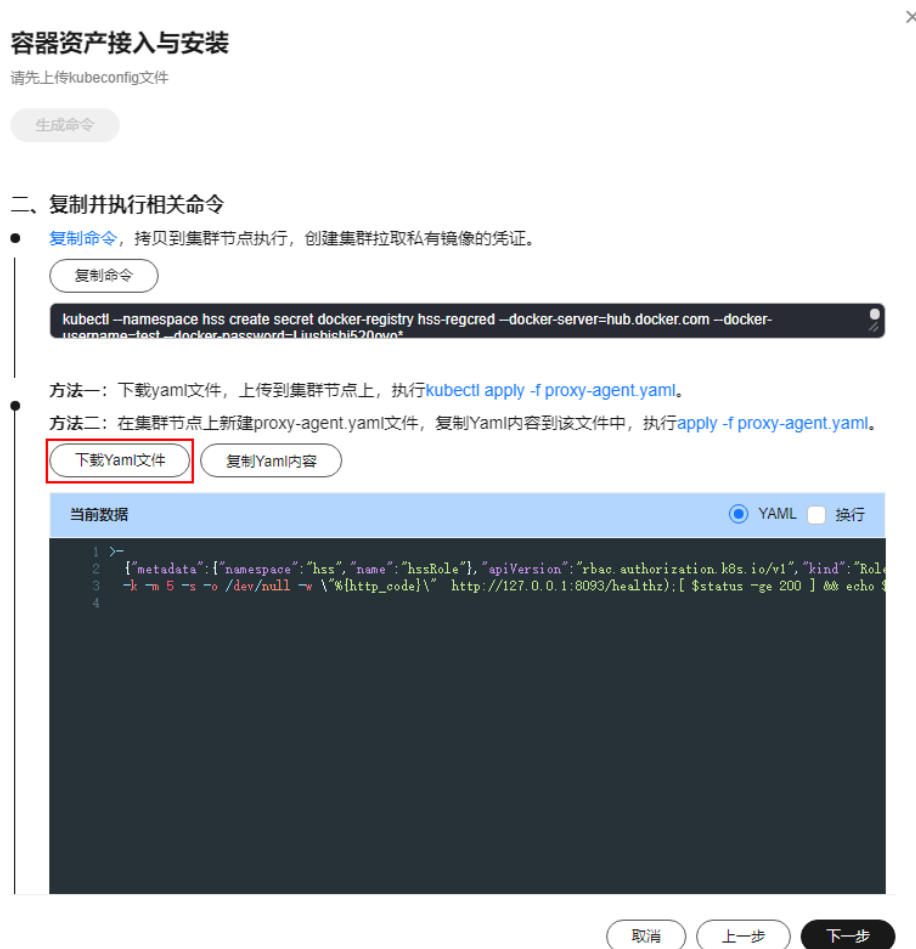 容器资产接入与安装
请先上传kubeconfig文件
生成命令
二、复制并执行相关命令
复制命令，拷贝到集群节点执行，创建集群拉取私有镜像的凭证。
复制命令
kubectl --namespace hss create secret docker-registry hss-regcred --docker-server=hub.docker.com --docker-
username=test --docker-password=Liushishi520oyo*
方法一：下载yaml文件，上传到集群节点上，执行kubectl apply -f proxy-agent.yaml。
方法二：在集群节点上新建proxy-agent.yaml文件，复制Yaml内容到该文件中，执行apply -f proxy-agent.yaml。
下载Yaml文件 复制Yaml内容
当前数据 YAML 换行
1 >-
2 {"metadata":{"namespace":"hss","name":"hssRole"},"apiVersion":"rbac.authorization.k8s.io/v1","kind":"Role
3 -k -m 5 -s -o /dev/null -w \"%{http_code}\" http://127.0.0.1:8093/healthz);[ $status -ge 200 ] && echo $
4
取消 上一步 下一步